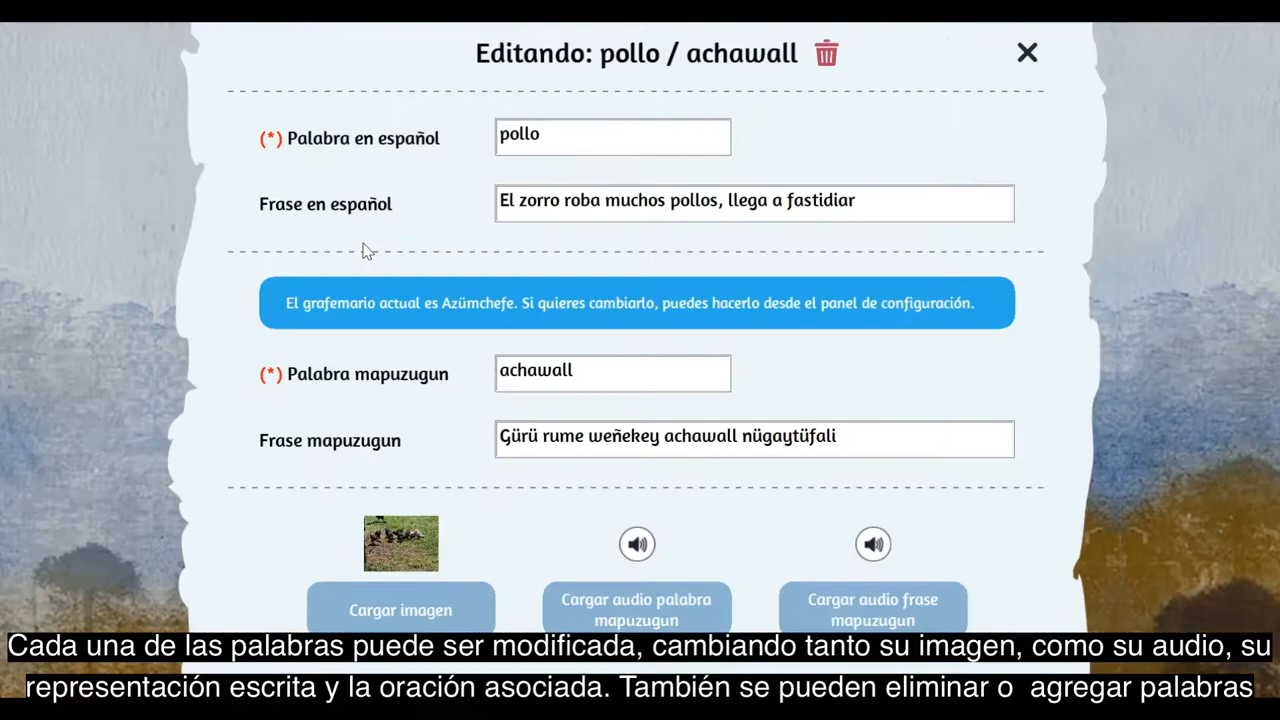 Editando: pollo / achawall
(*) Palabra en español
pollo
Frase en español
El zorro roba muchos pollos, llega a fastidiar
El grafemario actual es Azümchefe. Si quieres cambiarlo, puedes hacerlo desde el panel de configuración.
(*) Palabra mapuzugun
achawall
Frase mapuzugun
Gürü rume weñekey achawall nügaytüfali
Cargar imagen
Cargar audio palabra
mapuzugun
Cargar audio frase
mapuzugun
Cada una de las palabras puede ser modificada, cambiando tanto su imagen, como su audio, su
representación escrita y la oración asociada. También se pueden eliminar o  agregar palabras